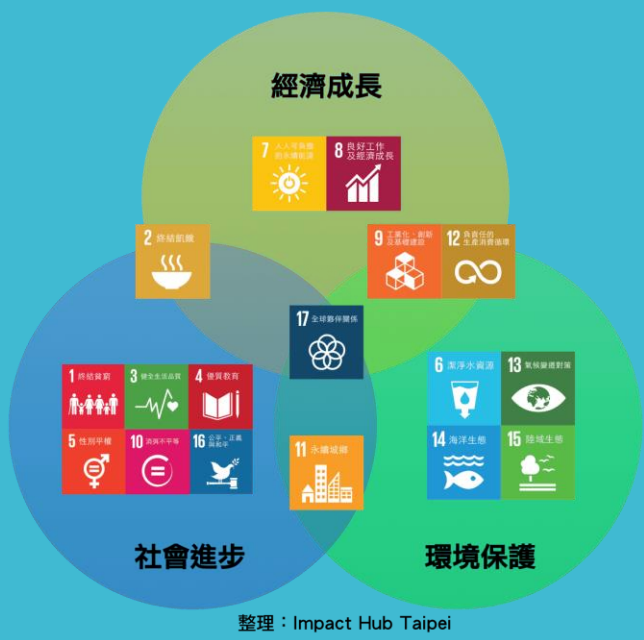 經濟成長
7 人人可負擔
的永續能源
8 良好工作
及經濟成長
2 終結飢餓
9 工業化、創新
及基礎建設
12 負責任的
生產消費循環
17 全球夥伴關係
1 終結貧窮
3 健全生活品質
4 優質教育
5 性別平權
10 消弭不平等
16 公平、正義
與和平
6 潔淨水資源
13 氣候變遷對策
14 海洋生態
15 陸域生態
11 永續城鄉
社會進步
環境保護
整理：Impact Hub Taipei